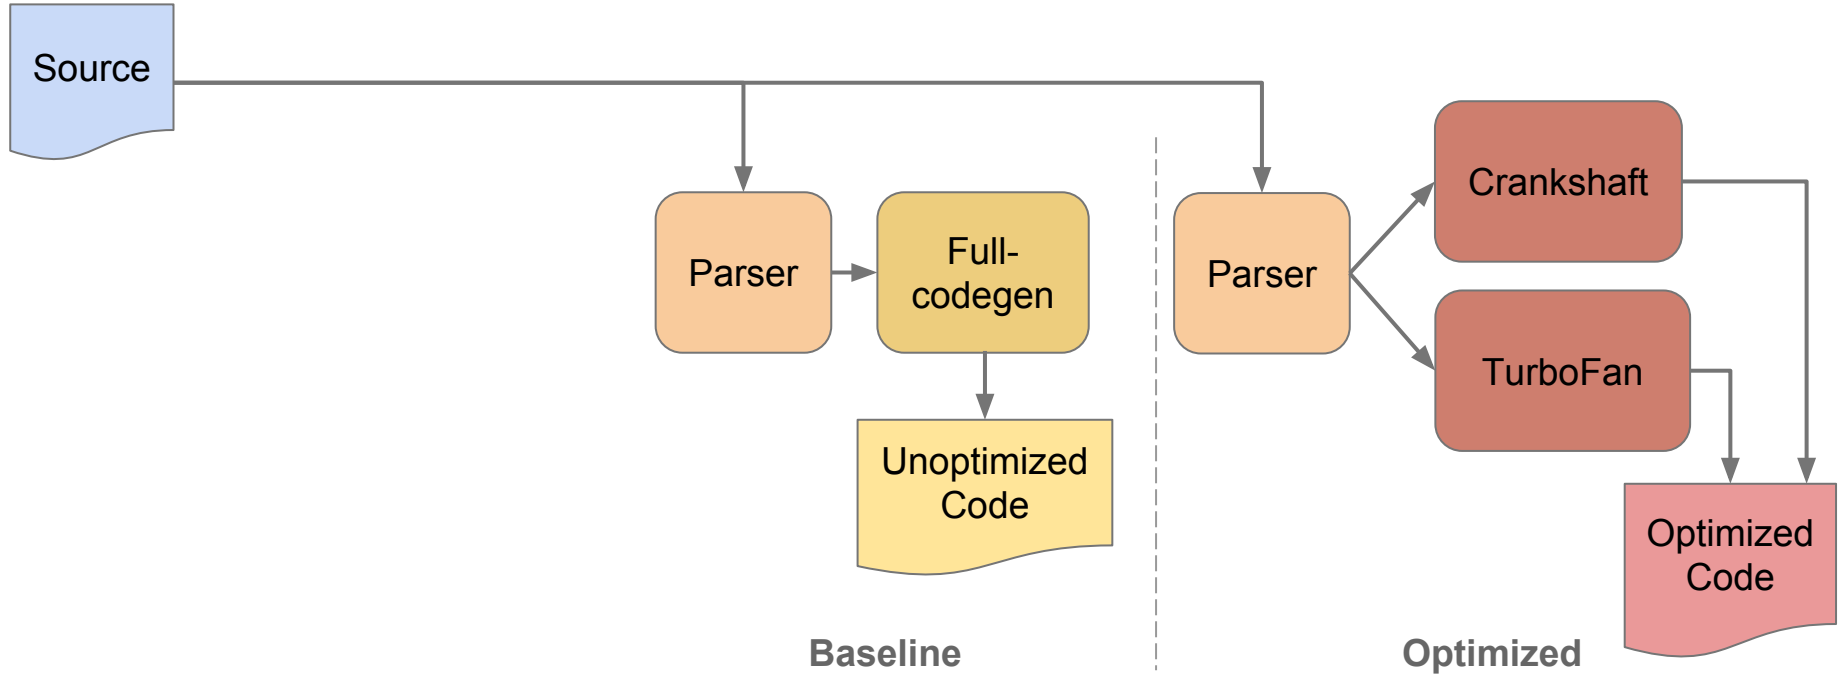 Source
Parser
Full-
codegen
Unoptimized
Code
Baseline
Parser
Crankshaft
TurboFan
Optimized
Code
Optimized